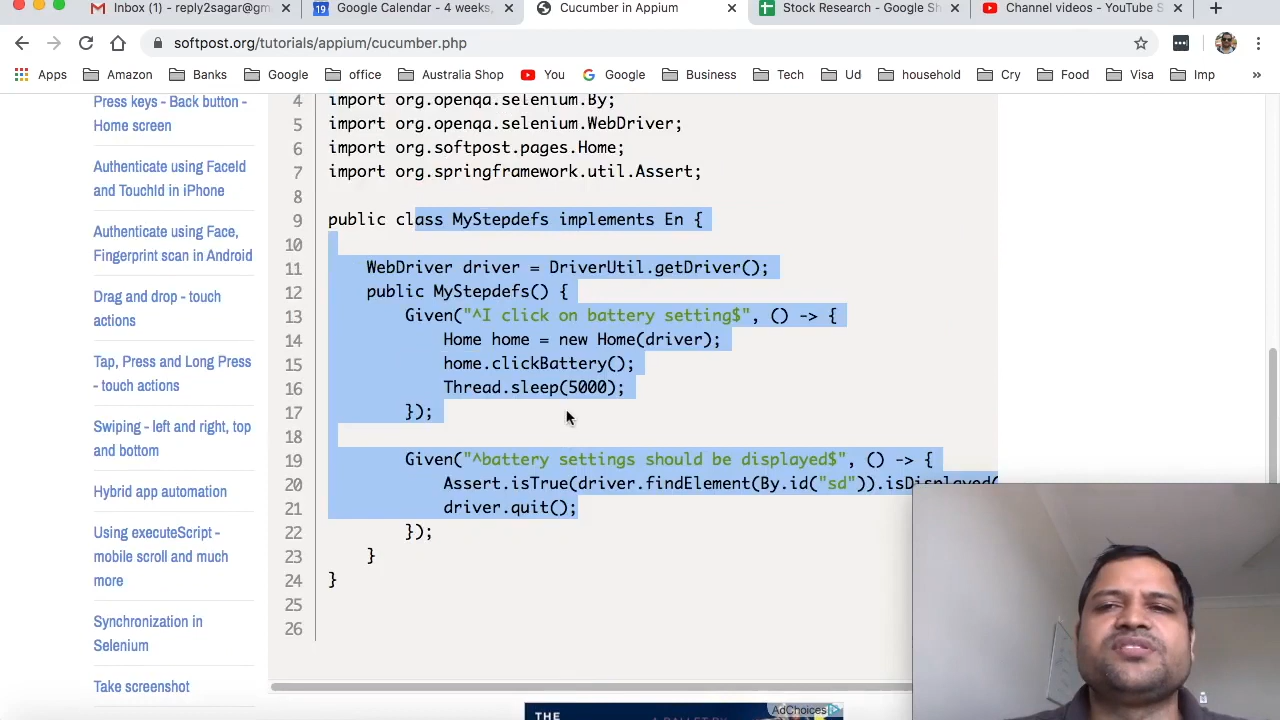 Inbox (1) - reply2sagar@gm
19 Google Calendar - 4 weeks,
Cucumber in Appium
Stock Research - Google Sh
Channel videos - YouTube S
softpost.org/tutorials/appium/cucumber.php
Apps Amazon Banks Google office Australia Shop You Google Business Tech Ud household Cry Food Visa Imp »
Press keys - Back button -
Home screen
Authenticate using FaceId
and TouchId in iPhone
Authenticate using Face,
Fingerprint scan in Android
Drag and drop - touch
actions
Tap, Press and Long Press
- touch actions
Swiping - left and right, top
and bottom
Hybrid app automation
Using executeScript -
mobile scroll and much
more
Synchronization in
Selenium
Take screenshot
4 import org.openqa.selenium.By;
5 import org.openqa.selenium.WebDriver;
6 import org.softpost.pages.Home;
7 import org.springframework.util.Assert;
8
9 public class MyStepdefs implements En {
10
11 WebDriver driver = DriverUtil.getDriver();
12 public MyStepdefs() {
13 Given("^I click on battery setting$", () -> {
14 Home home = new Home(driver);
15 home.clickBattery();
16 Thread.sleep(5000);
17 });
18
19 Given("^battery settings should be displayed$", () -> {
20 Assert.isTrue(driver.findElement(By.id("sd")).isDisplayed(
21 driver.quit();
22 });
23 }
24 }
25
26
THE
AdChoices